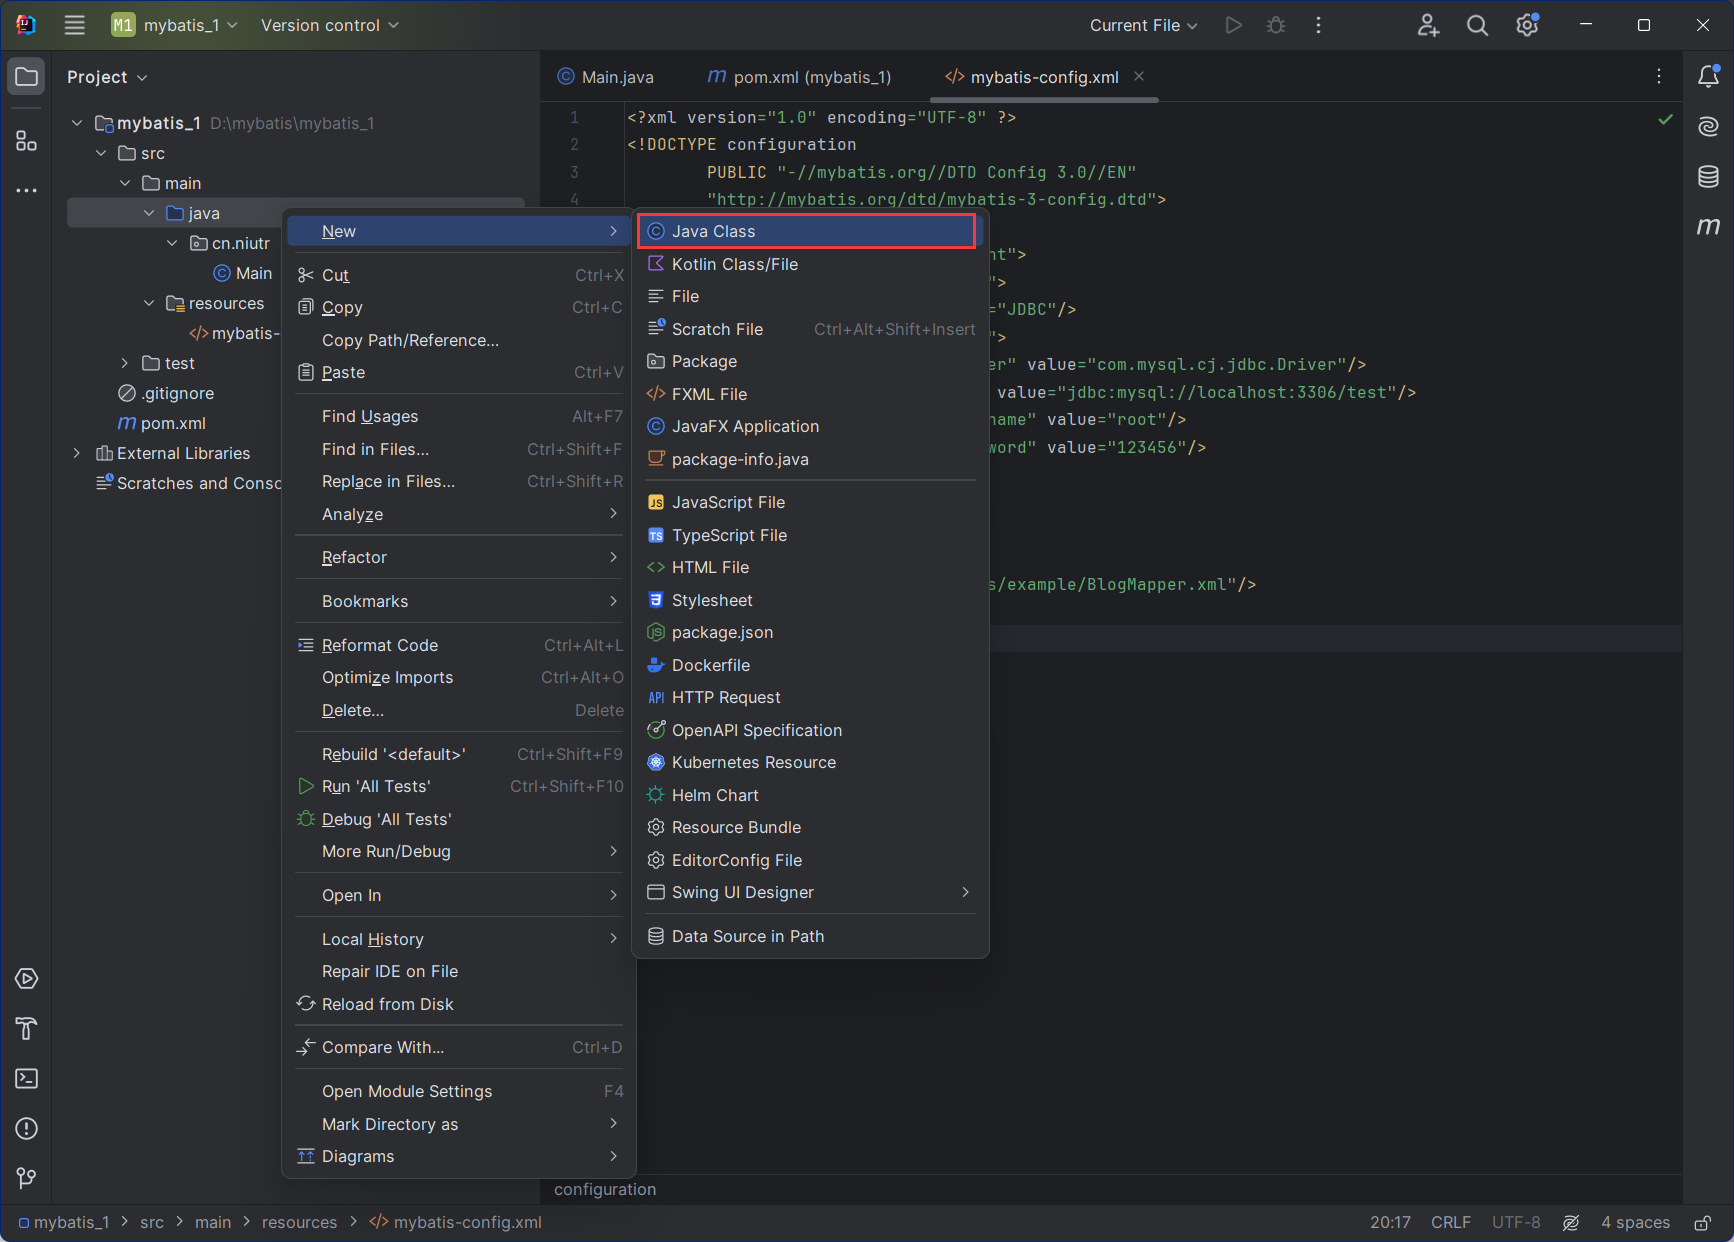 M1 mybatis_1 Version control Current File
Project
Main.java
pom.xml (mybatis_1)
mybatis-config.xml
mybatis_1 D:\mybatis\mybatis_1
src
main
java
cn.niutr
Main
resources
mybatis-
test
.gitignore
m pom.xml
External Libraries
Scratches and Consc
1 <?xml version="1.0" encoding="UTF-8" ?>
2 <!DOCTYPE configuration
3 PUBLIC "-//mybatis.org//DTD Config 3.0//EN"
4 "http://mybatis.org/dtd/mybatis-3-config.dtd">
nt">
">
="JDBC"/>
">
er" value="com.mysql.cj.jdbc.Driver"/>
value="jdbc:mysql://localhost:3306/test"/>
name" value="root"/>
word" value="123456"/>
s/example/BlogMapper.xml"/>
New
Cut Ctrl+X
Copy Ctrl+C
Copy Path/Reference...
Paste Ctrl+V
Find Usages Alt+F7
Find in Files... Ctrl+Shift+F
Replace in Files... Ctrl+Shift+R
Analyze
Refactor
Bookmarks
Reformat Code Ctrl+Alt+L
Optimize Imports Ctrl+Alt+O
Delete... Delete
Rebuild '<default>' Ctrl+Shift+F9
Run 'All Tests' Ctrl+Shift+F10
Debug 'All Tests'
More Run/Debug
Open In
Local History
Repair IDE on File
Reload from Disk
Compare With... Ctrl+D
Open Module Settings F4
Mark Directory as
Diagrams
Java Class
Kotlin Class/File
File
Scratch File Ctrl+Alt+Shift+Insert
Package
FXML File
JavaFX Application
package-info.java
JS JavaScript File
TS TypeScript File
HTML File
Stylesheet
package.json
Dockerfile
API HTTP Request
OpenAPI Specification
Kubernetes Resource
Helm Chart
Resource Bundle
EditorConfig File
Swing UI Designer
Data Source in Path
configuration
mybatis_1 > src > main > resources > mybatis-config.xml
20:17 CRLF UTF-8 4 spaces